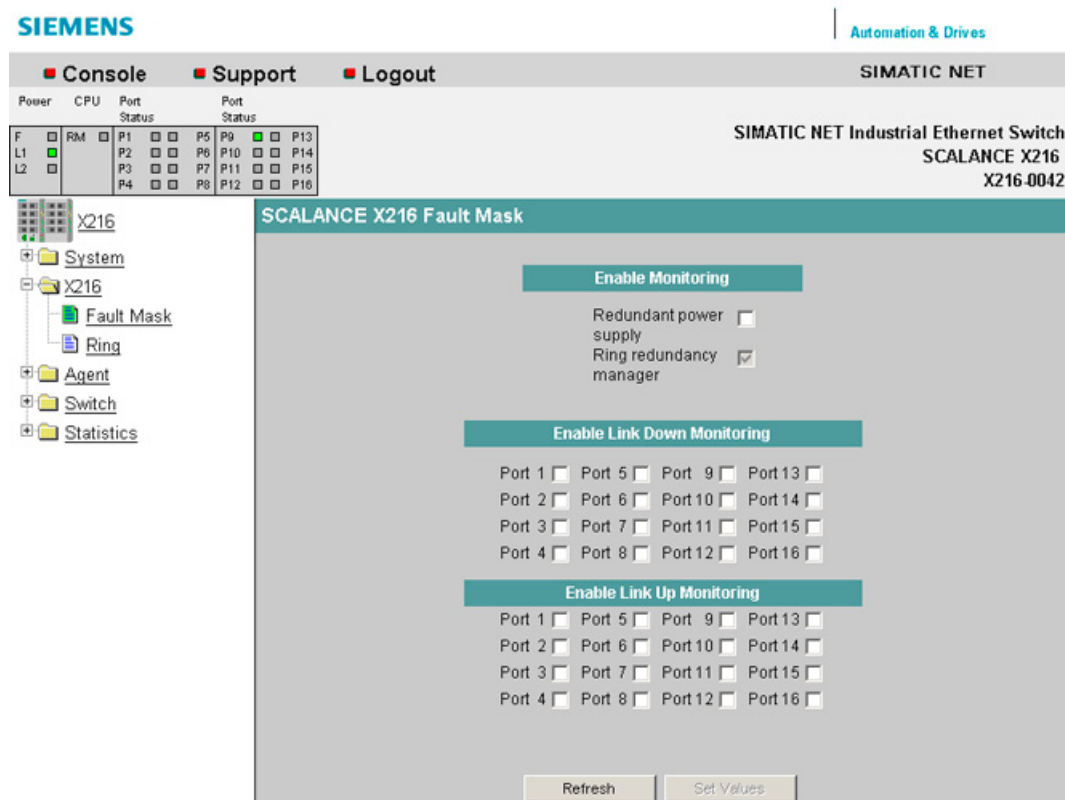 SIEMENS
Automation & Drives
Console Support Logout SIMATIC NET
Power CPU Port Status Port Status
F RM P1 P5 P9 P13
L1 P2 P6 P10 P14
L2 P3 P7 P11 P15
P4 P8 P12 P16
SIMATIC NET Industrial Ethernet Switch
SCALANCE X216
X216-0042
X216
System
X216
Fault Mask
Ring
Agent
Switch
Statistics
SCALANCE X216 Fault Mask
Enable Monitoring
Redundant power
supply
Ring redundancy
manager
Enable Link Down Monitoring
Port 1 Port 5 Port 9 Port 13
Port 2 Port 6 Port 10 Port 14
Port 3 Port 7 Port 11 Port 15
Port 4 Port 8 Port 12 Port 16
Enable Link Up Monitoring
Port 1 Port 5 Port 9 Port 13
Port 2 Port 6 Port 10 Port 14
Port 3 Port 7 Port 11 Port 15
Port 4 Port 8 Port 12 Port 16
Refresh Set Values